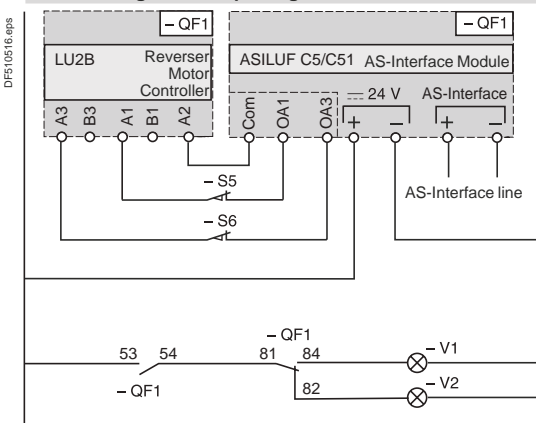 DF510516.eps
– QF1
– QF1
LU2B
Reverser
Motor
Controller
ASILUF C5/C51 AS-Interface Module
24 V
AS-Interface
A3 B3 A1 B1 A2
Com OA1 OA3
+ – + –
– S5
AS-Interface line
– S6
– QF1
53 54 81 84
– V1
– QF1
82
– V2